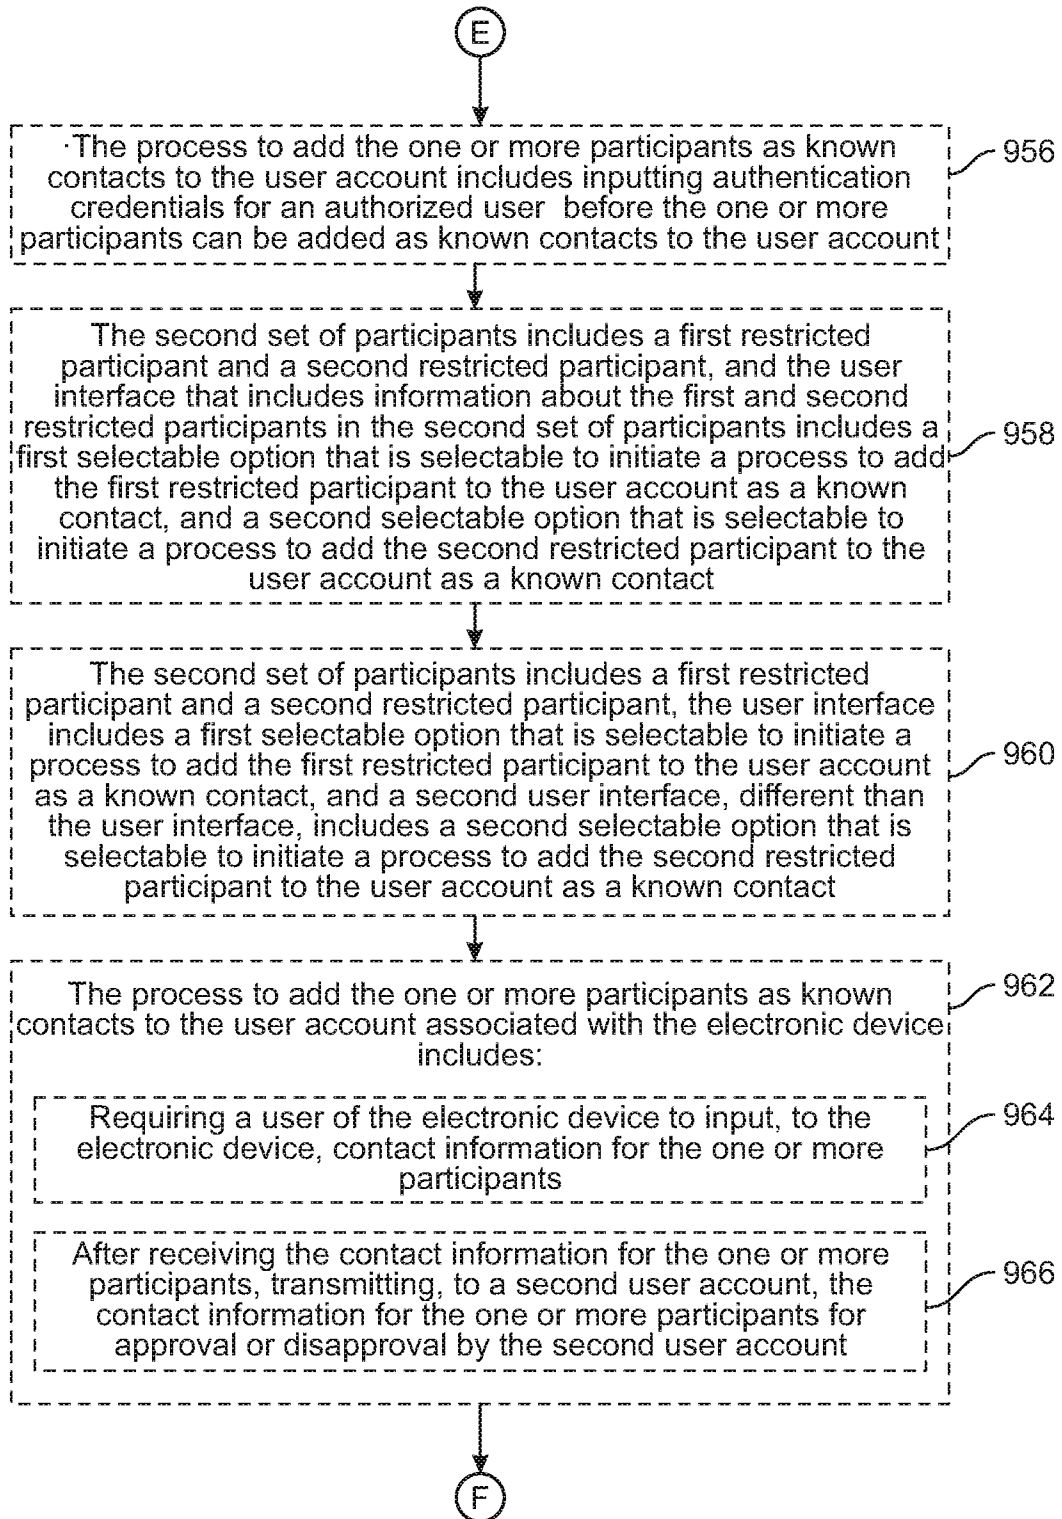 E
·The process to add the one or more participants as known
contacts to the user account includes inputting authentication
credentials for an authorized user before the one or more
participants can be added as known contacts to the user account
956
The second set of participants includes a first restricted
participant and a second restricted participant, and the user
interface that includes information about the first and second
restricted participants in the second set of participants includes a
first selectable option that is selectable to initiate a process to add
the first restricted participant to the user account as a known
contact, and a second selectable option that is selectable to
initiate a process to add the second restricted participant to the
user account as a known contact
958
The second set of participants includes a first restricted
participant and a second restricted participant, the user interface
includes a first selectable option that is selectable to initiate a
process to add the first restricted participant to the user account
as a known contact, and a second user interface, different than
the user interface, includes a second selectable option that is
selectable to initiate a process to add the second restricted
participant to the user account as a known contact
960
The process to add the one or more participants as known
contacts to the user account associated with the electronic device
includes:
962
Requiring a user of the electronic device to input, to the
electronic device, contact information for the one or more
participants
964
After receiving the contact information for the one or more
participants, transmitting, to a second user account, the
contact information for the one or more participants for
approval or disapproval by the second user account
966
F